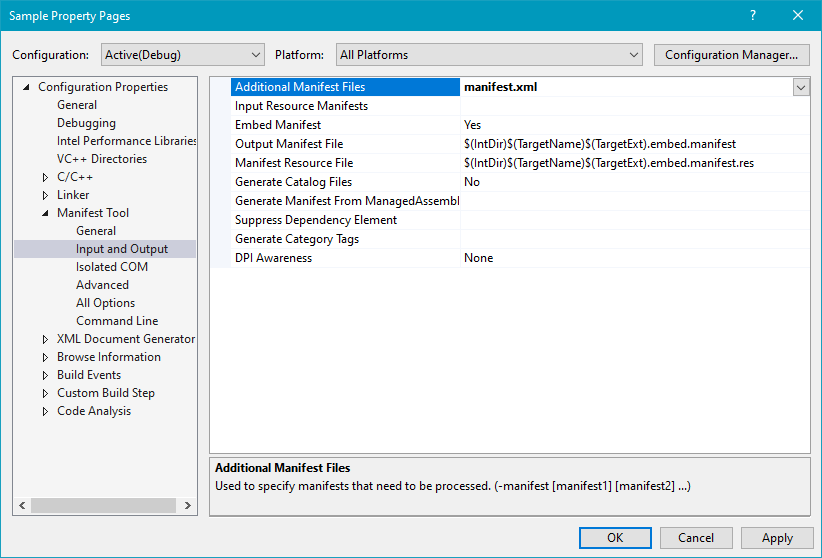 Sample Property Pages
Configuration: Active(Debug) Platform: All Platforms Configuration Manager...
Configuration Properties
General
Debugging
Intel Performance Libraries
VC++ Directories
C/C++
Linker
Manifest Tool
General
Input and Output
Isolated COM
Advanced
All Options
Command Line
XML Document Generator
Browse Information
Build Events
Custom Build Step
Code Analysis
Additional Manifest Files manifest.xml
Input Resource Manifests
Embed Manifest Yes
Output Manifest File $(IntDir)$(TargetName)$(TargetExt).embed.manifest
Manifest Resource File $(IntDir)$(TargetName)$(TargetExt).embed.manifest.res
Generate Catalog Files No
Generate Manifest From ManagedAssembl
Suppress Dependency Element
Generate Category Tags
DPI Awareness None
Additional Manifest Files
Used to specify manifests that need to be processed. (-manifest [manifest1] [manifest2] ...)
OK Cancel Apply